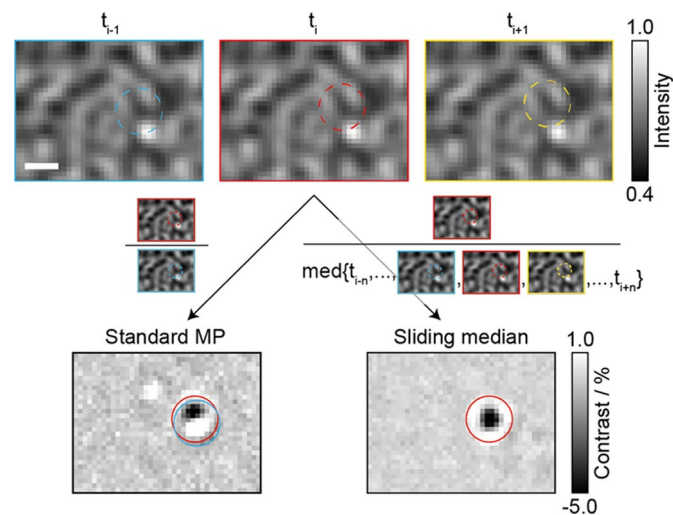 t_{i-1} t_{i} t_{i+1}
1.0
Intensity
0.4
med{t_{i-n},..., , , ,...,t_{i+n}}
Standard MP Sliding median
1.0
Contrast / %
-5.0